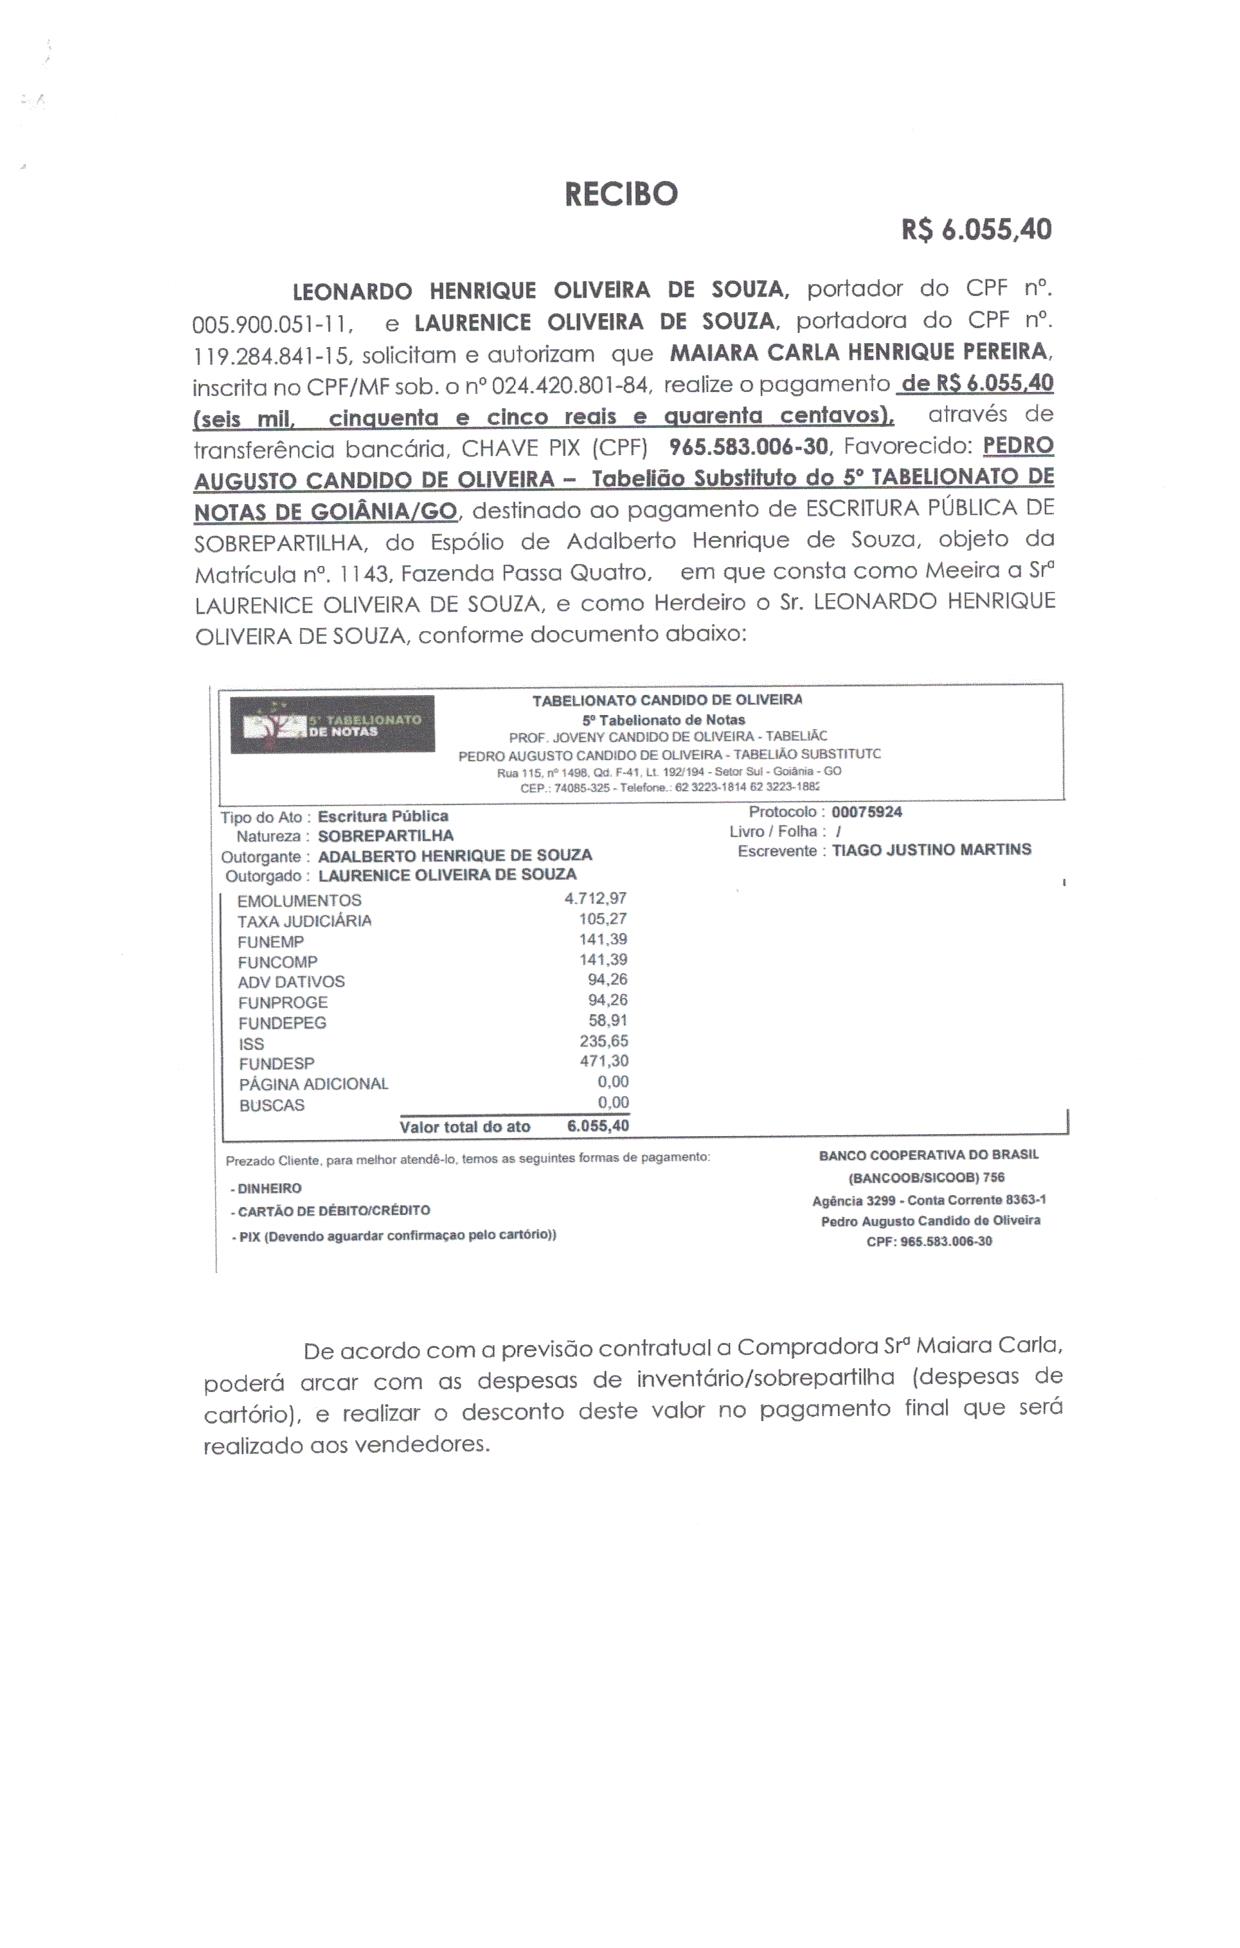 RECIBO
R$ 6.055,40
LEONARDO HENRIQUE OLIVEIRA DE SOUZA, portador do CPF nº.
005.900.051-11, e LAURENICE OLIVEIRA DE SOUZA, portadora do CPF nº.
119.284.841-15, solicitam e autorizam que MAIARA CARLA HENRIQUE PEREIRA,
inscrita no CPF/MF sob. o nº 024.420.801-84, realize o pagamento de R$ 6.055,40
(seis mil, cinquenta e cinco reais e quarenta centavos), através de
transferência bancária, CHAVE PIX (CPF) 965.583.006-30, Favorecido: PEDRO
AUGUSTO CANDIDO DE OLIVEIRA – Tabelião Substituto do 5º TABELIONATO DE
NOTAS DE GOIÂNIA/GO, destinado ao pagamento de ESCRITURA PÚBLICA DE
SOBREPARTILHA, do Espólio de Adalberto Henrique de Souza, objeto da
Matrícula nº. 1143, Fazenda Passa Quatro, em que consta como Meeira a Srª
LAURENICE OLIVEIRA DE SOUZA, e como Herdeiro o Sr. LEONARDO HENRIQUE
OLIVEIRA DE SOUZA, conforme documento abaixo:
5º TABELIONATO
DE NOTAS
TABELIONATO CANDIDO DE OLIVEIRA
5º Tabelionato de Notas
PROF. JOVENY CANDIDO DE OLIVEIRA - TABELIÃC
PEDRO AUGUSTO CANDIDO DE OLIVEIRA - TABELIÃO SUBSTITUTC
Rua 115, nº 1498, Qd. F-41, Lt. 192/194 - Setor Sul - Goiânia - GO
CEP.: 74085-325 - Telefone.: 62 3223-1814 62 3223-1882
Tipo do Ato : Escritura Pública Protocolo : 00075924
Natureza : SOBREPARTILHA Livro / Folha : /
Outorgante : ADALBERTO HENRIQUE DE SOUZA Escrevente : TIAGO JUSTINO MARTINS
Outorgado : LAURENICE OLIVEIRA DE SOUZA
EMOLUMENTOS 4.712,97
TAXA JUDICIÁRIA 105,27
FUNEMP 141,39
FUNCOMP 141,39
ADV DATIVOS 94,26
FUNPROGE 94,26
FUNDEPEG 58,91
ISS 235,65
FUNDESP 471,30
PÁGINA ADICIONAL 0,00
BUSCAS 0,00
Valor total do ato 6.055,40
Prezado Cliente, para melhor atendê-lo, temos as seguintes formas de pagamento:
- DINHEIRO
- CARTÃO DE DÉBITO/CRÉDITO
- PIX (Devendo aguardar confirmaçao pelo cartório))
BANCO COOPERATIVA DO BRASIL
(BANCOOB/SICOOB) 756
Agência 3299 - Conta Corrente 8363-1
Pedro Augusto Candido de Oliveira
CPF: 965.583.006-30
De acordo com a previsão contratual a Compradora Srª Maiara Carla,
poderá arcar com as despesas de inventário/sobrepartilha (despesas de
cartório), e realizar o desconto deste valor no pagamento final que será
realizado aos vendedores.